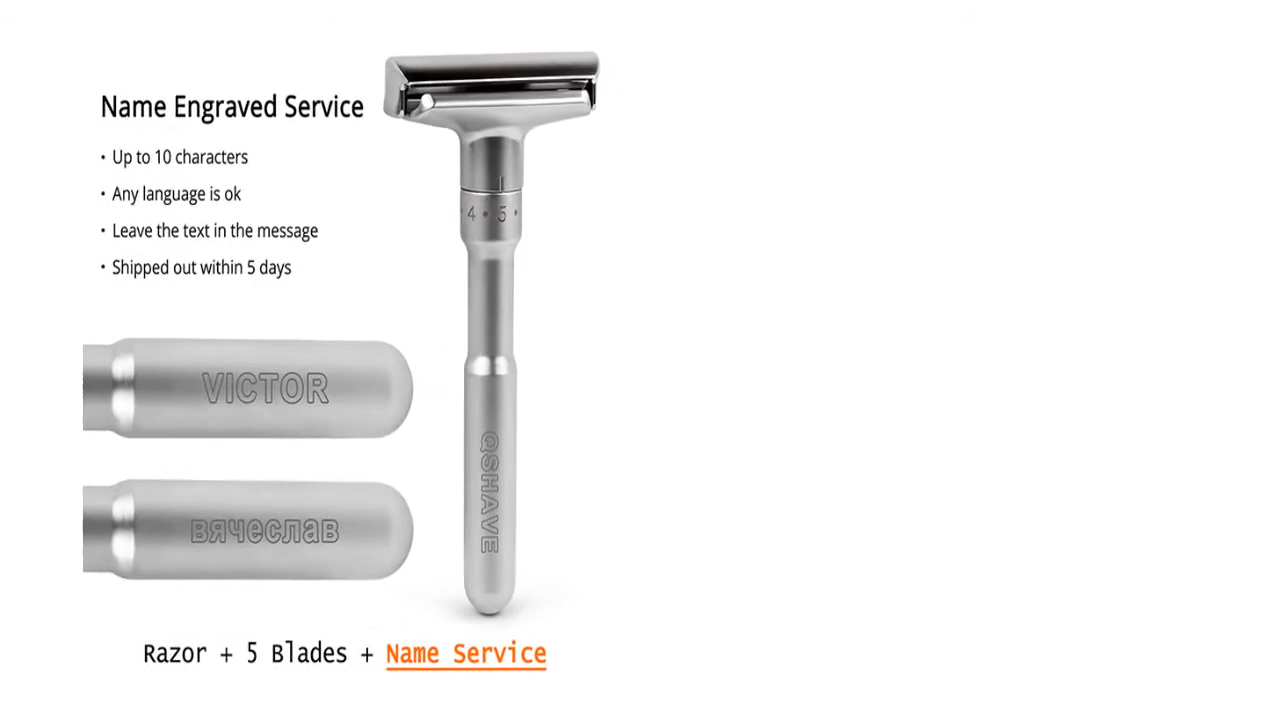 Name Engraved Service
• Up to 10 characters
• Any language is ok
• Leave the text in the message
• Shipped out within 5 days
4 • 5 •
VICTOR
вячеслав
QSHAVE
Razor + 5 Blades + Name Service